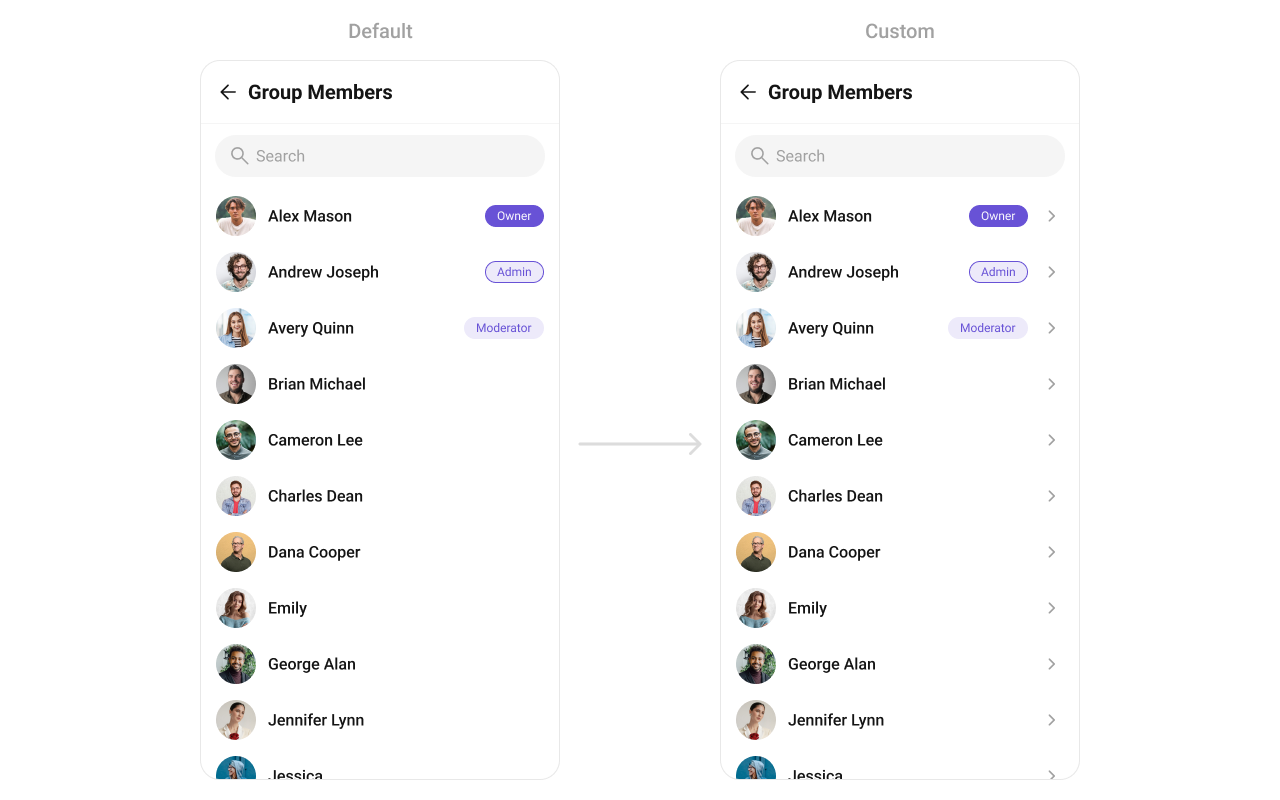 Default
Group Members
Search
Alex Mason Owner
Andrew Joseph Admin
Avery Quinn Moderator
Brian Michael
Cameron Lee
Charles Dean
Dana Cooper
Emily
George Alan
Jennifer Lynn
Jessica
Custom
Group Members
Search
Alex Mason Owner
Andrew Joseph Admin
Avery Quinn Moderator
Brian Michael
Cameron Lee
Charles Dean
Dana Cooper
Emily
George Alan
Jennifer Lynn
Jessica